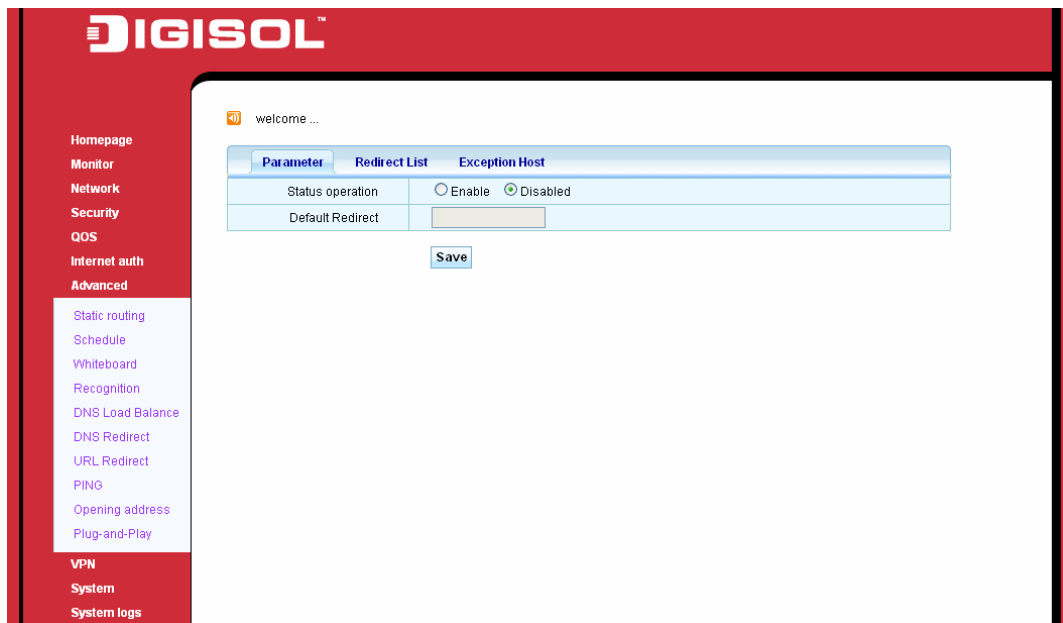 DIGISOL™
welcome ...
Homepage
Monitor
Network
Security
QOS
Internet auth
Advanced
Static routing
Schedule
Whiteboard
Recognition
DNS Load Balance
DNS Redirect
URL Redirect
PING
Opening address
Plug-and-Play
VPN
System
System logs
Parameter Redirect List Exception Host
Status operation Enable Disabled
Default Redirect
Save